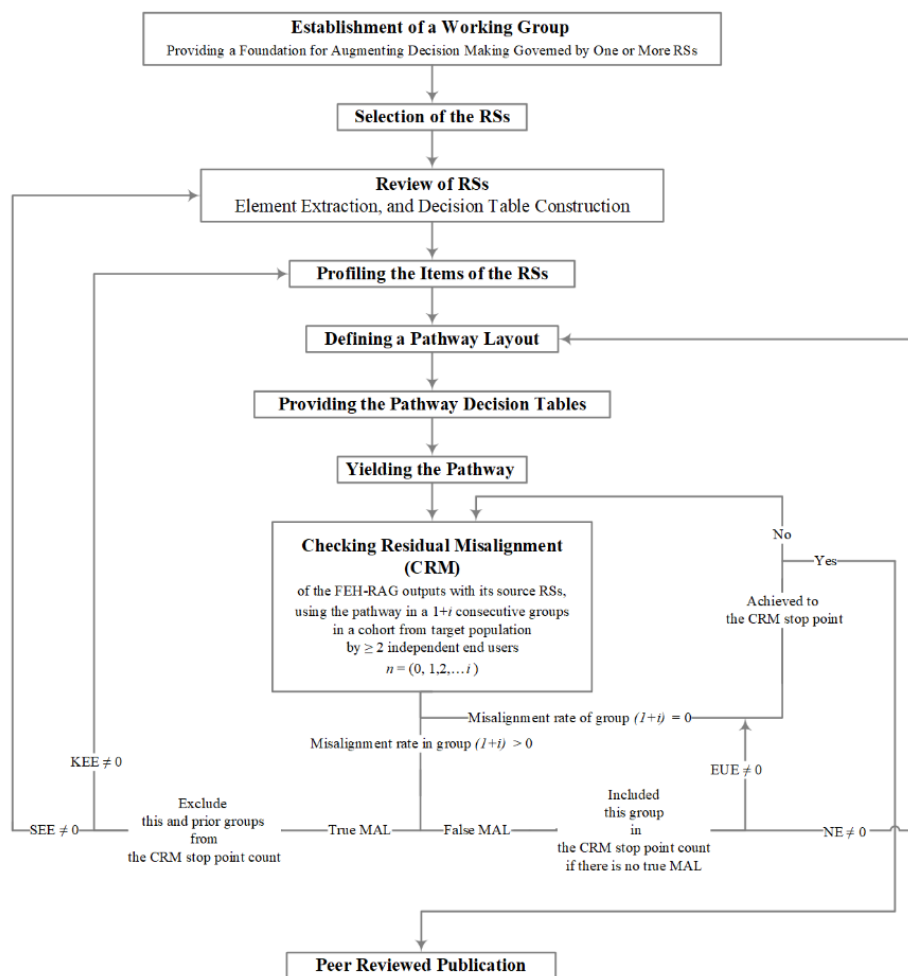 Establishment of a Working Group
Providing a Foundation for Augmenting Decision Making Governed by One or More RSs
Selection of the RSs
Review of RSs
Element Extraction, and Decision Table Construction
Profiling the Items of the RSs
Defining a Pathway Layout
Providing the Pathway Decision Tables
Yielding the Pathway
Checking Residual Misalignment
(CRM)
of the FEH-RAG outputs with its source RSs,
using the pathway in a 1+i consecutive groups
in a cohort from target population
by ≥ 2 independent end users
n = (0, 1,2,…i )
No
Yes
Achieved to
the CRM stop point
Misalignment rate of group (1+i) = 0
Misalignment rate in group (1+i) > 0
KEE ≠ 0
EUE ≠ 0
SEE ≠ 0
Exclude
this and prior groups
from
the CRM stop point count
True MAL
False MAL
Included
this group
in
the CRM stop point count
if there is no true MAL
NE ≠ 0
Peer Reviewed Publication